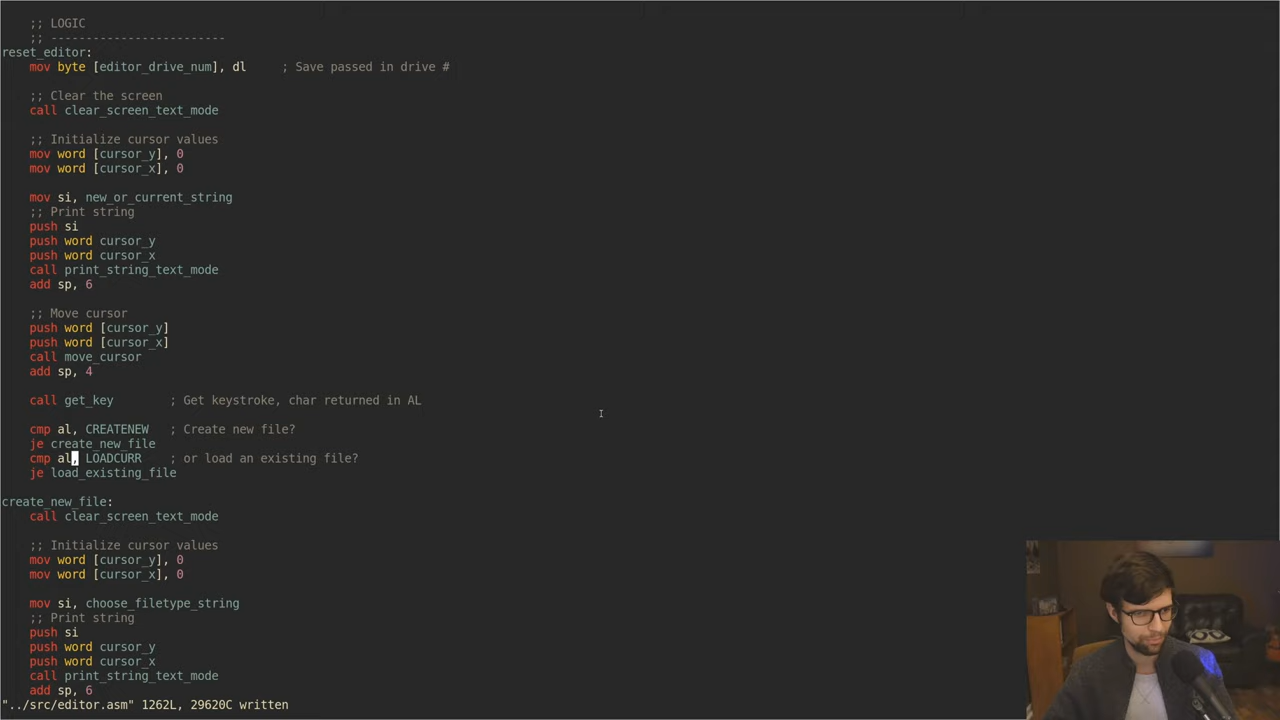 ;; LOGIC
;; -------------------------
reset_editor:
mov byte [editor_drive_num], dl     ; Save passed in drive #
;; Clear the screen
call clear_screen_text_mode
;; Initialize cursor values
mov word [cursor_y], 0
mov word [cursor_x], 0
mov si, new_or_current_string
;; Print string
push si
push word cursor_y
push word cursor_x
call print_string_text_mode
add sp, 6
;; Move cursor
push word [cursor_y]
push word [cursor_x]
call move_cursor
add sp, 4
call get_key        ; Get keystroke, char returned in AL
cmp al, CREATENEW   ; Create new file?
je create_new_file
cmp al, LOADCURR    ; or load an existing file?
je load_existing_file
create_new_file:
call clear_screen_text_mode
;; Initialize cursor values
mov word [cursor_y], 0
mov word [cursor_x], 0
mov si, choose_filetype_string
;; Print string
push si
push word cursor_y
push word cursor_x
call print_string_text_mode
add sp, 6
"../src/editor.asm" 1262L, 29620C written